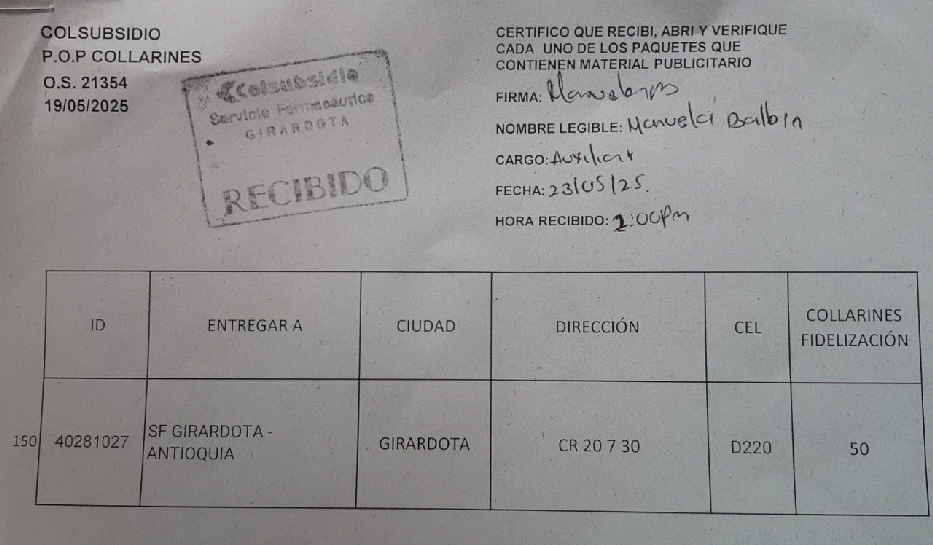 COLSUBSIDIO
P.O.P COLLARINES
O.S. 21354
19/05/2025
Colsubsidio
Servicio Farmacéutico
GIRARDOTA
RECIBIDO
CERTIFICO QUE RECIBI, ABRI Y VERIFIQUE
CADA UNO DE LOS PAQUETES QUE
CONTIENEN MATERIAL PUBLICITARIO
FIRMA:
NOMBRE LEGIBLE: Manuela Balbin
CARGO: Auxiliar
FECHA: 23/05/25.
HORA RECIBIDO: 2:00pm
ID ENTREGAR A CIUDAD DIRECCIÓN CEL COLLARINES
FIDELIZACIÓN
150 40281027 SF GIRARDOTA - GIRARDOTA CR 20 7 30 D220 50
ANTIOQUIA